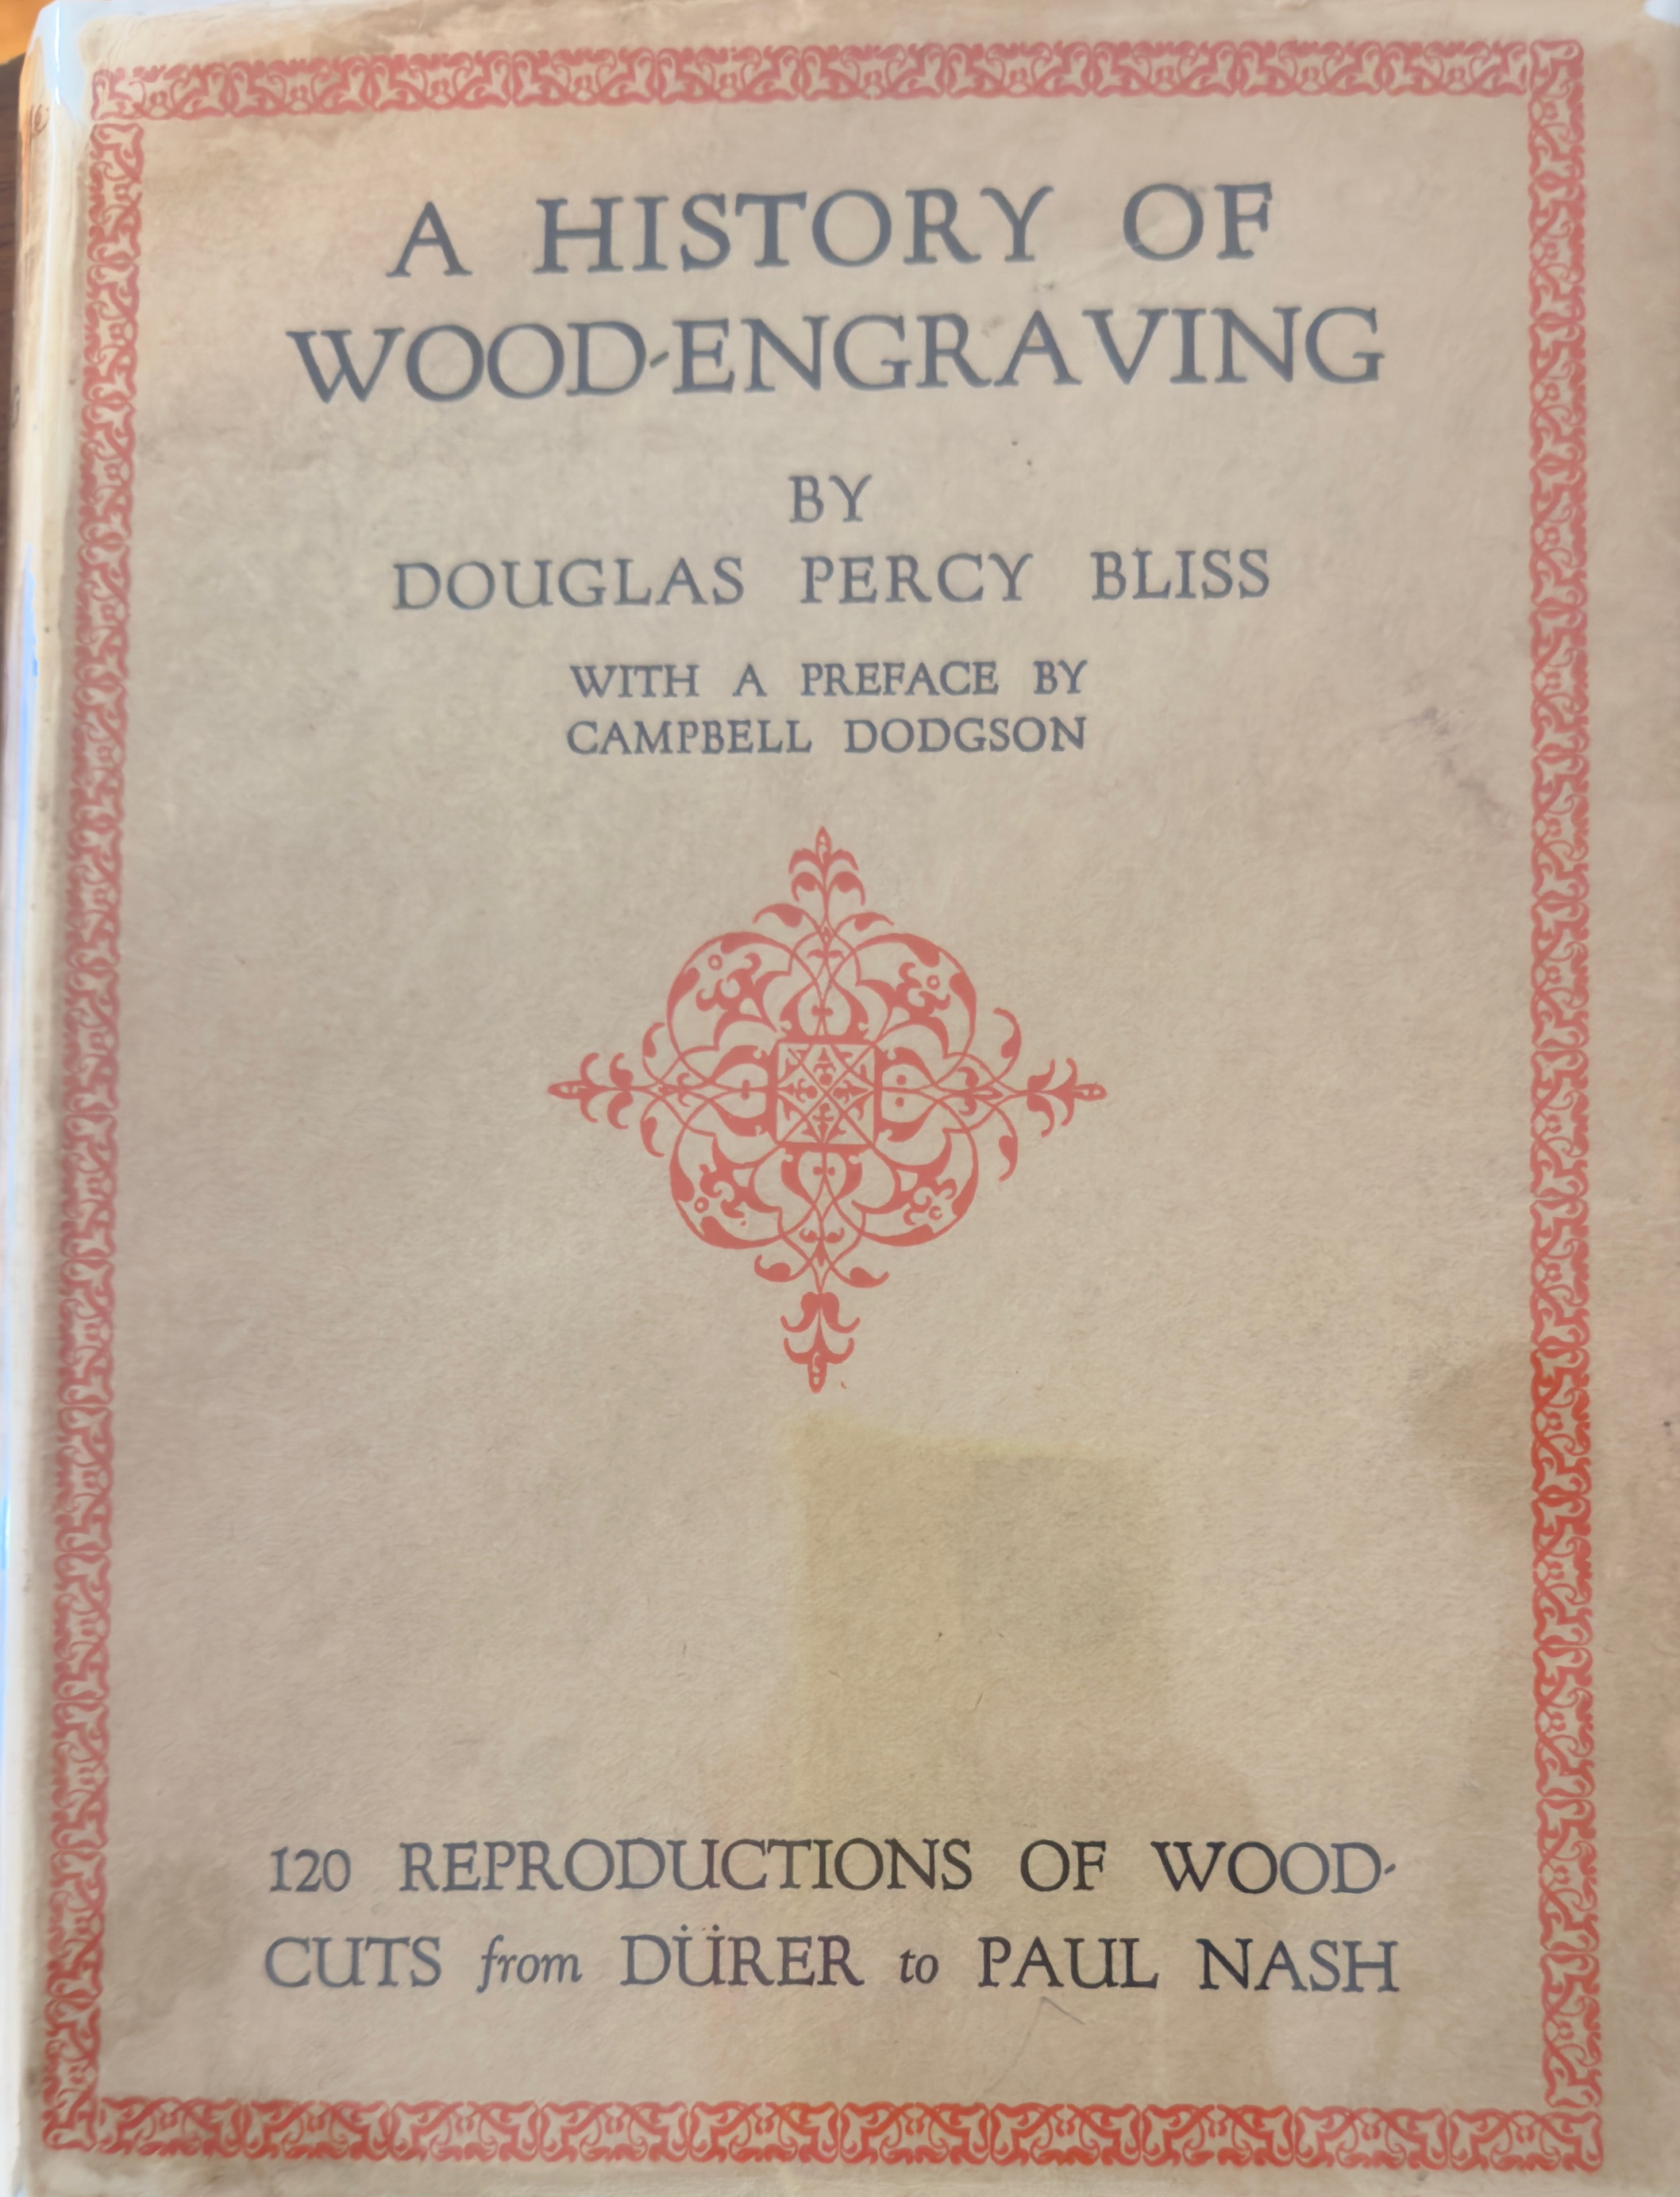 A HISTORY OF
WOOD-ENGRAVING
BY
DOUGLAS PERCY BLISS
WITH A PREFACE BY
CAMPBELL DODGSON
120 REPRODUCTIONS OF WOOD-
CUTS from DÜRER to PAUL NASH